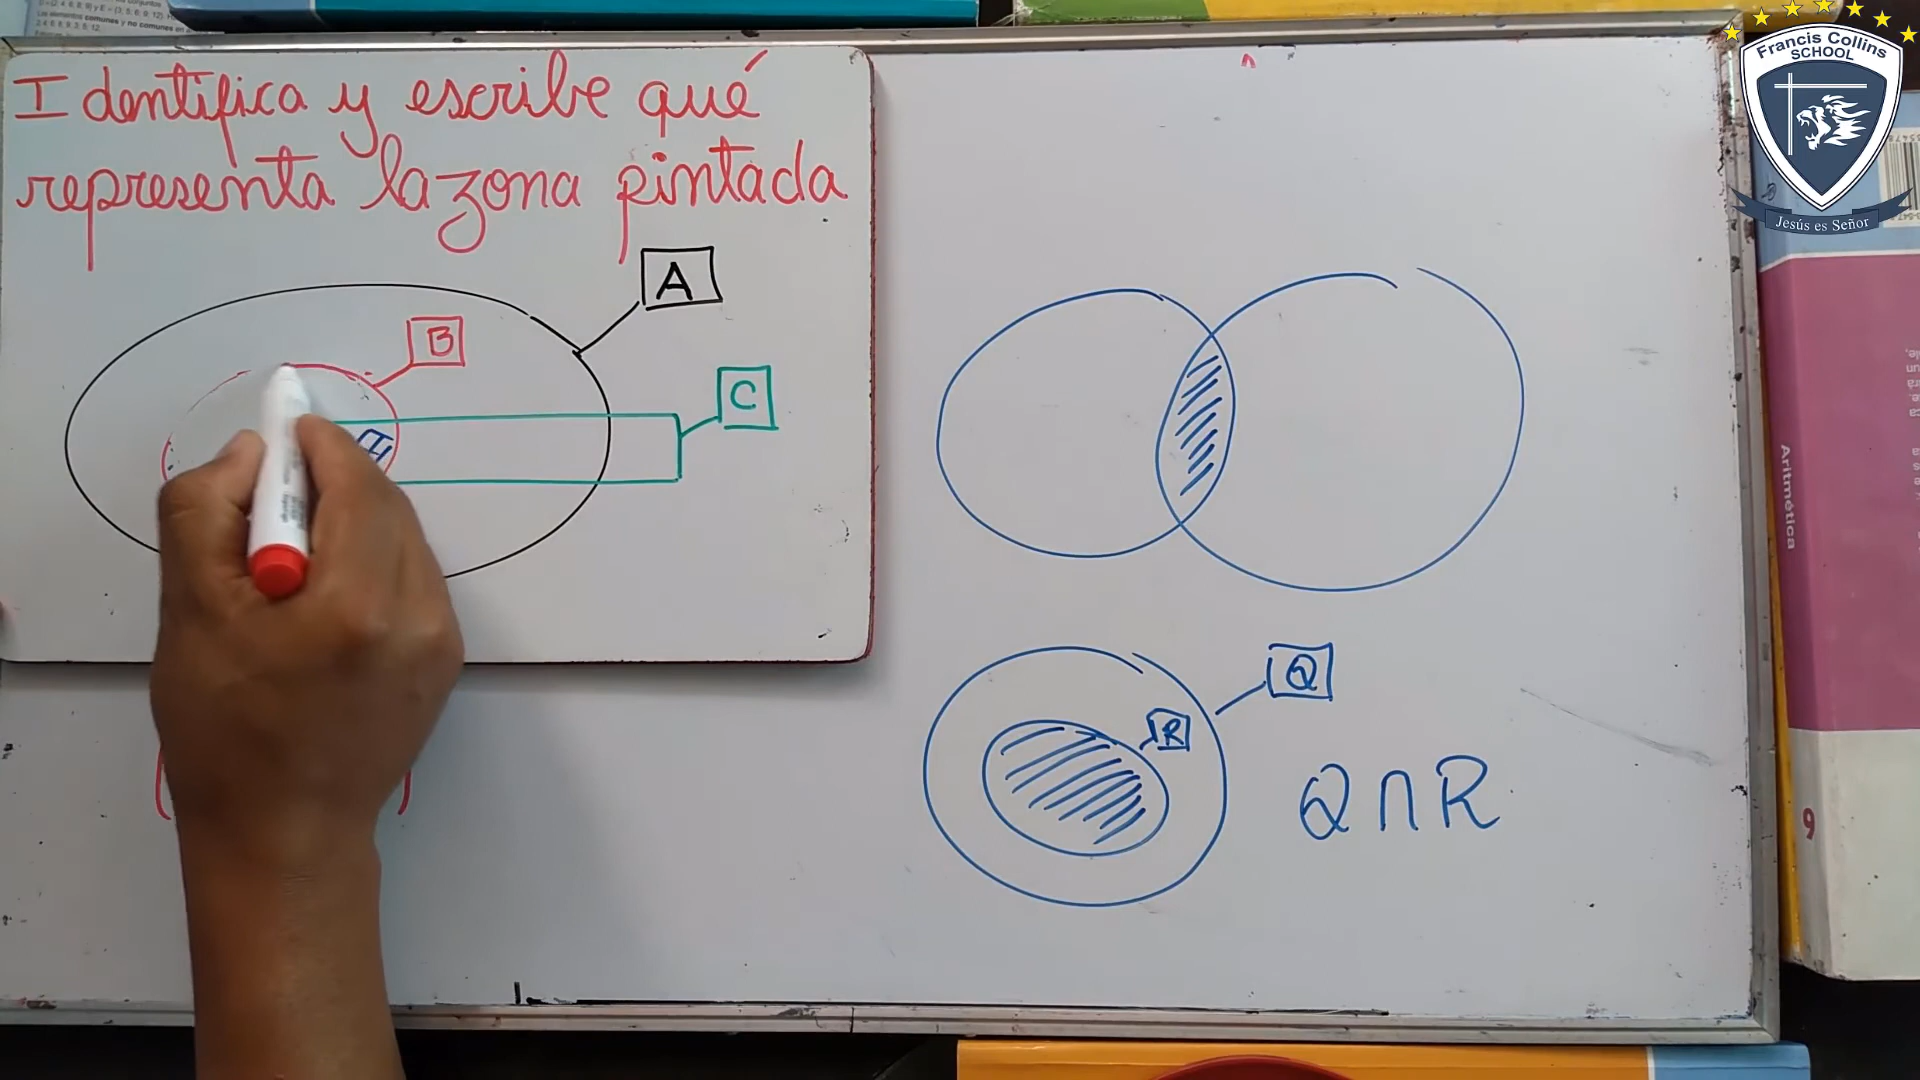 Identifica y escribe qué
representa la zona pintada
A
B
C
Q
R
Q ∩ R
Francis Collins
SCHOOL
Jesús es Señor
Aritmética
9